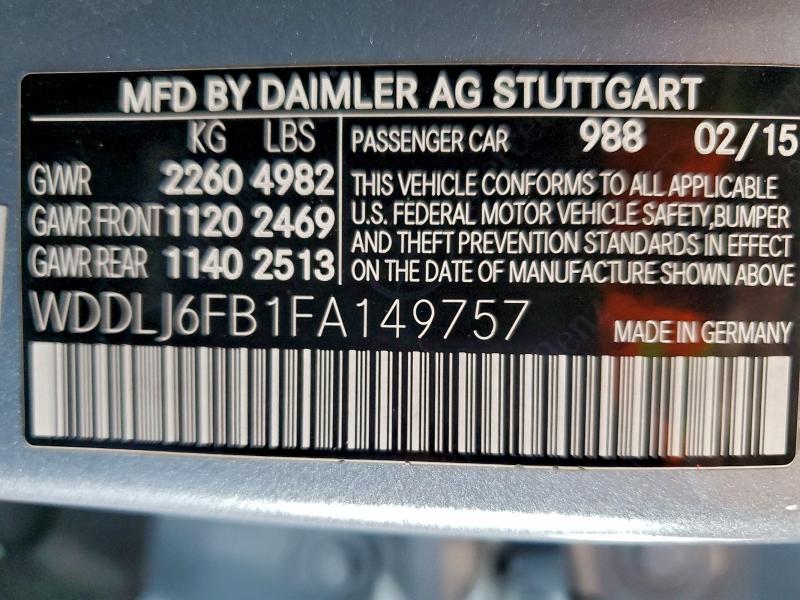 MFD BY DAIMLER AG STUTTGART
KG LBS
GVWR 2260 4982
GAWR FRONT 1120 2469
GAWR REAR 1140 2513
PASSENGER CAR 988 02/15
THIS VEHICLE CONFORMS TO ALL APPLICABLE
U.S. FEDERAL MOTOR VEHICLE SAFETY, BUMPER
AND THEFT PREVENTION STANDARDS IN EFFECT
ON THE DATE OF MANUFACTURE SHOWN ABOVE
WDDLJ6FB1FA149757
MADE IN GERMANY